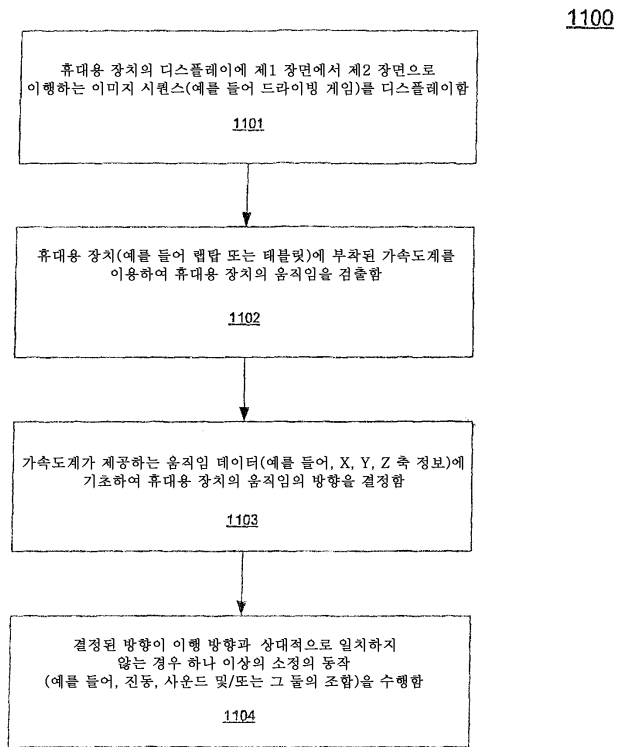 1100
휴대용 장치의 디스플레이에 제1 장면에서 제2 장면으로
이행하는 이미지 시퀀스(예를 들어 드라이빙 게임)를 디스플레이함
1101
휴대용 장치(예를 들어 랩탑 또는 태블릿)에 부착된 가속도계를
이용하여 휴대용 장치의 움직임을 검출함
1102
가속도계가 제공하는 움직임 데이터(예를 들어, X, Y, Z 축 정보)에
기초하여 휴대용 장치의 움직임의 방향을 결정함
1103
결정된 방향이 이행 방향과 상대적으로 일치하지
않는 경우 하나 이상의 소정의 동작
(예를 들어, 진동, 사운드 및/또는 그 둘의 조합)을 수행함
1104